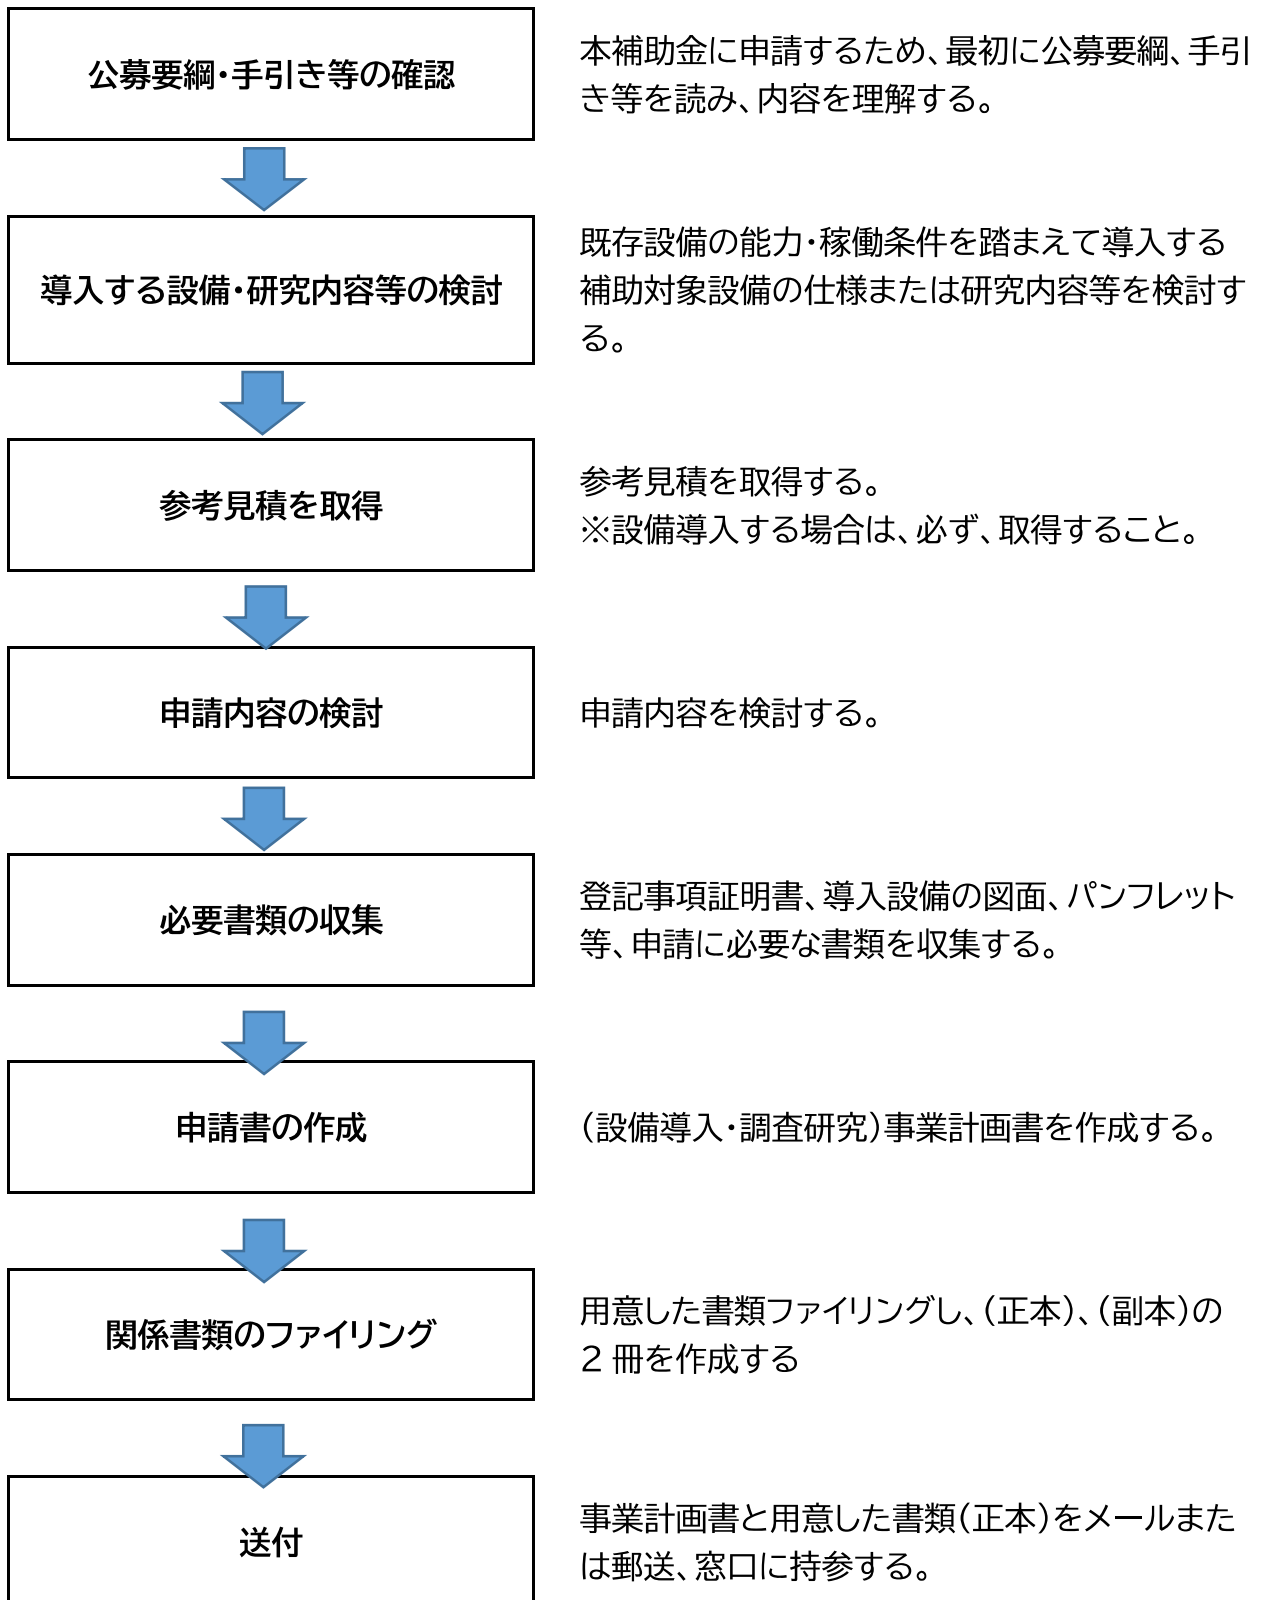 公募要綱・手引き等の確認
本補助金に申請するため、最初に公募要綱、手引
き等を読み、内容を理解する。
導入する設備・研究内容等の検討
既存設備の能力・稼働条件を踏まえて導入する
補助対象設備の仕様または研究内容等を検討す
る。
参考見積を取得
参考見積を取得する。
※設備導入する場合は、必ず、取得すること。
申請内容の検討
申請内容を検討する。
必要書類の収集
登記事項証明書、導入設備の図面、パンフレット
等、申請に必要な書類を収集する。
申請書の作成
（設備導入・調査研究）事業計画書を作成する。
関係書類のファイリング
用意した書類ファイリングし、（正本）、（副本）の
2 冊を作成する
送付
事業計画書と用意した書類（正本）をメールまた
は郵送、窓口に持参する。